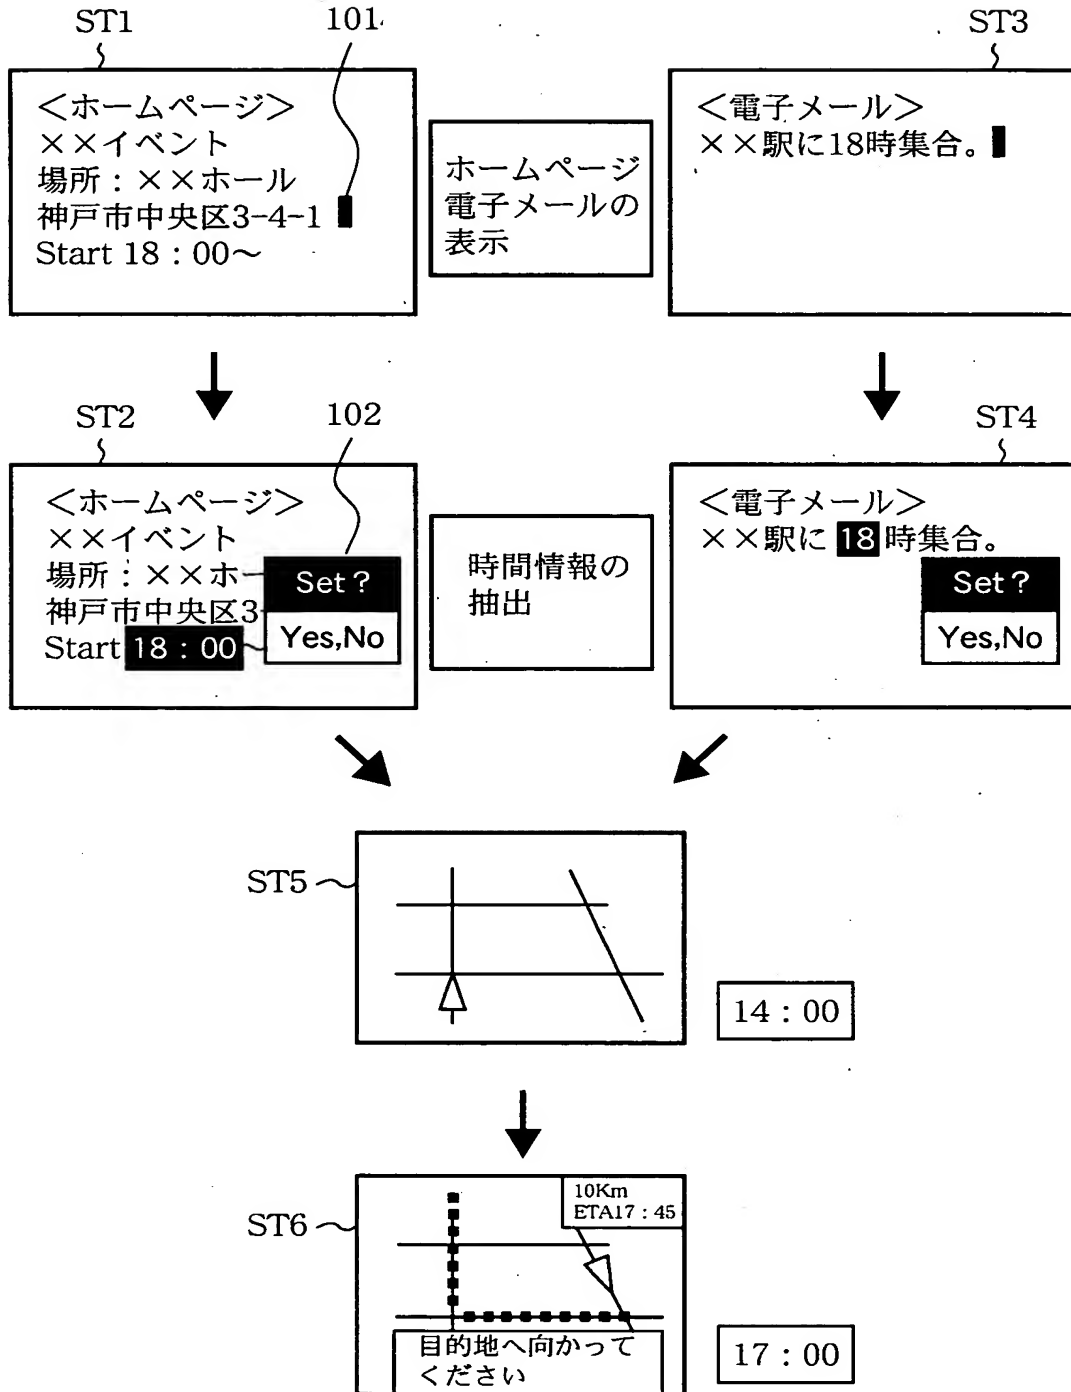 ST1
101
ST3
<ホームページ>
××イベント
場所：××ホール
神戸市中央区3-4-1
Start 18：00～
ホームページ
電子メールの
表示
<電子メール>
××駅に18時集合。
ST2
102
ST4
<ホームページ>
××イベント
場所：××ホ
神戸市中央区3
Start 18：00～
Set？
Yes,No
時間情報の
抽出
<電子メール>
××駅に 18 時集合。
Set？
Yes,No
ST5
14：00
ST6
10Km
ETA17：45
目的地へ向かって
ください
17：00